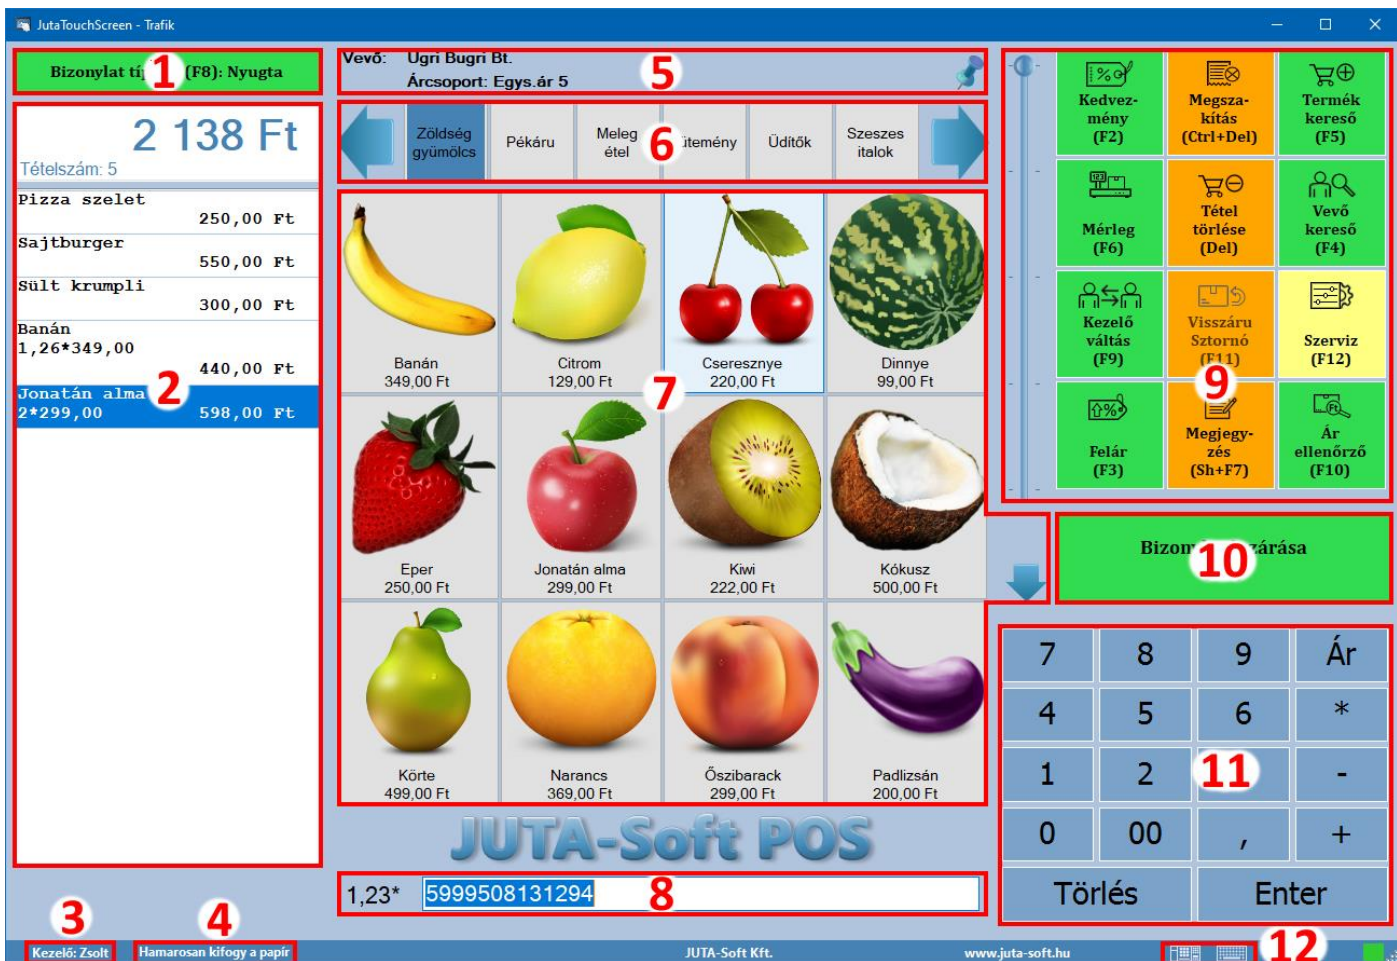 JutaTouchScreen - Trafik
1
(F8): Nyugta
2 138 Ft
Tételszám: 5
Pizza szelet
250,00 Ft
Sajtburger
550,00 Ft
Sült krumpli
300,00 Ft
Banán
1,26*349,00
440,00 Ft
Jonatán alma
2
2*299,00 598,00 Ft
3
4
Kezelő: Zsolt
Hamarosan kifogy a papír
Vevő: Ugri Bugri Bt.
Árcsoport: Egys.ár 5
5
Zöldség
gyümölcs
Pékáru
Meleg
étel
6
Üdítők
Szeszes
italok
Banán
349,00 Ft
Citrom
129,00 Ft
Cseresznye
220,00 Ft
Dinnye
99,00 Ft
7
Eper
250,00 Ft
Jonatán alma
299,00 Ft
Kiwi
222,00 Ft
Kókusz
500,00 Ft
Körte
499,00 Ft
Narancs
369,00 Ft
Őszibarack
299,00 Ft
Padlizsán
200,00 Ft
JUTA-Soft POS
1,23* 5999508131294
8
Kedvez-
mény
(F2)
Megsza-
kítás
(Ctrl+Del)
Termék
kereső
(F5)
Mérleg
(F6)
Tétel
törlése
(Del)
Vevő
kereső
(F4)
Kezelő
váltás
(F9)
Visszáru
Sztornó
(F11)
Szerviz
(F12)
9
Felár
(F3)
Megjegy-
zés
(Sh+F7)
Ár
ellenőrző
(F10)
10
7 8 9 Ár
4 5 6 *
1 2 -
11
0 00 , +
Törlés Enter
12
JUTA-Soft Kft.
www.juta-soft.hu